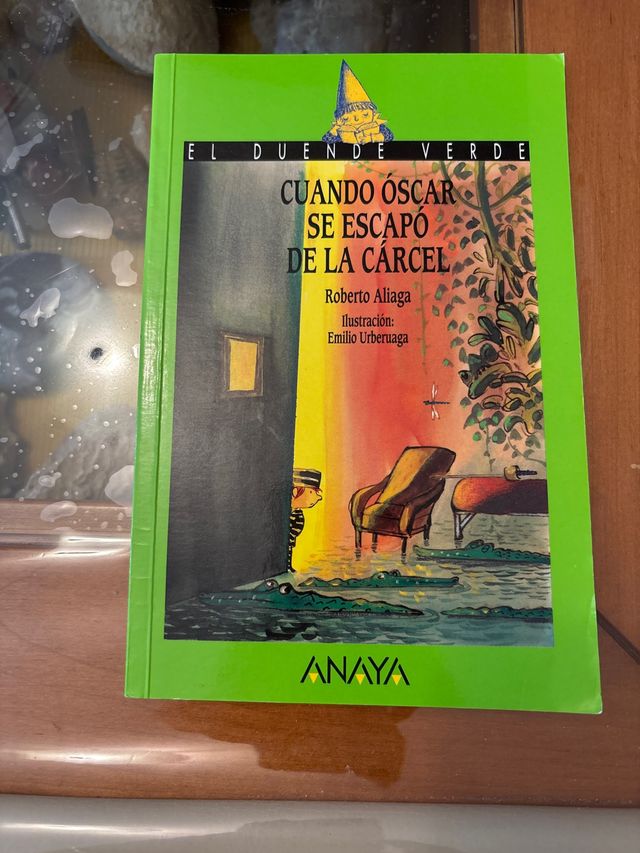 EL DUENDE VERDE
CUANDO ÓSCAR
SE ESCAPÓ
DE LA CÁRCEL
Roberto Aliaga
Ilustración:
Emilio Urberuaga
ANAYA